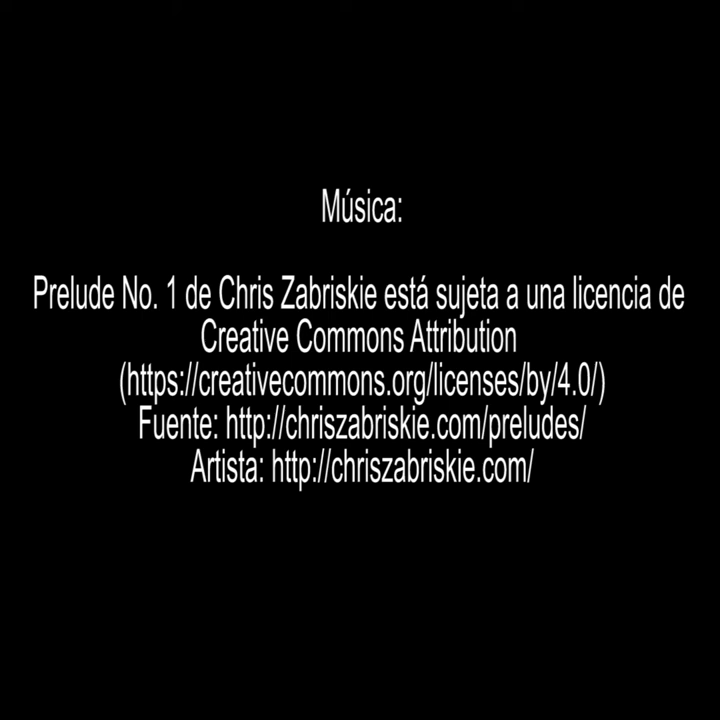 Música:
Prelude No. 1 de Chris Zabriskie está sujeta a una licencia de
Creative Commons Attribution
(https://creativecommons.org/licenses/by/4.0/)
Fuente: http://chriszabriskie.com/preludes/
Artista: http://chriszabriskie.com/